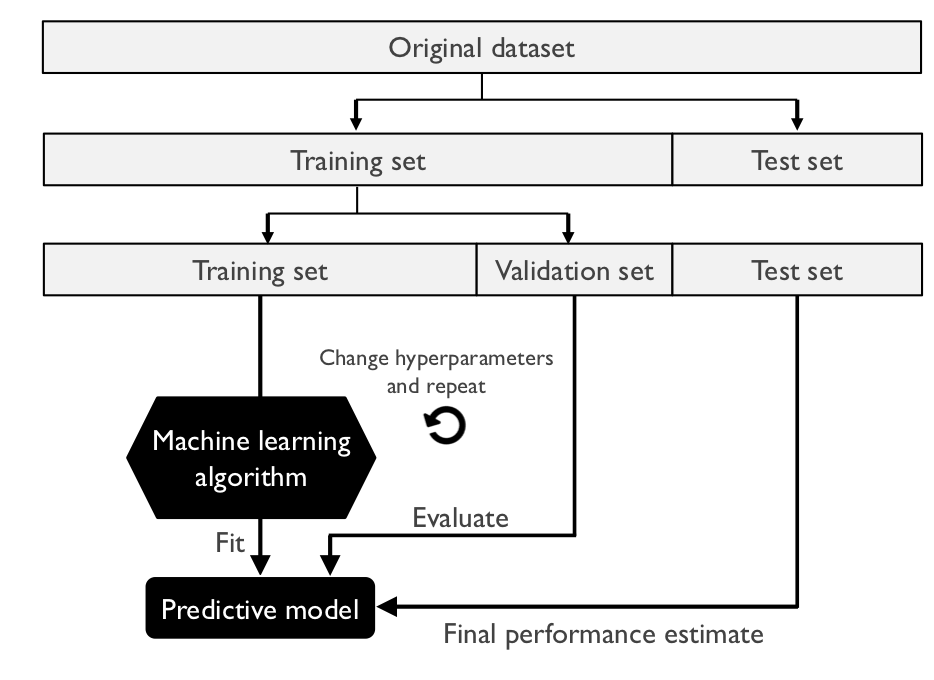 Original dataset
Training set
Test set
Training set
Validation set
Test set
Change hyperparameters
and repeat
Machine learning
algorithm
Evaluate
Fit
Predictive model
Final performance estimate